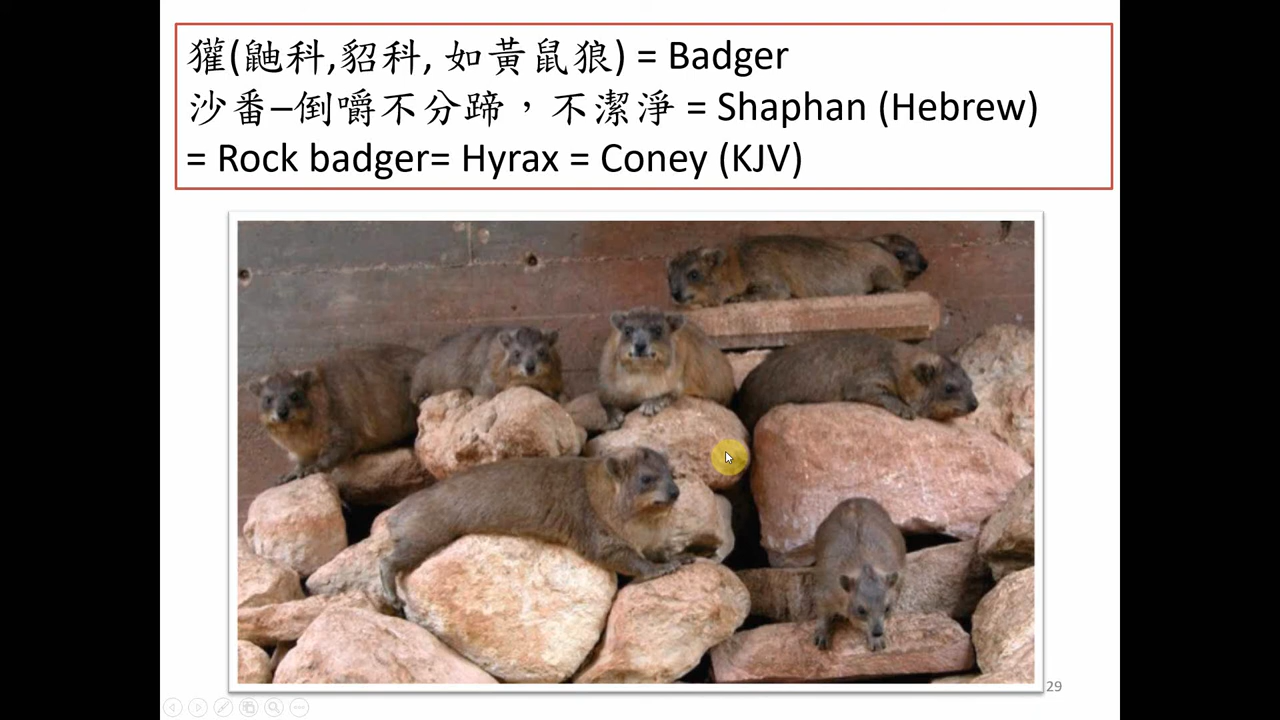 獾(鼬科,貂科, 如黃鼠狼) = Badger
沙番–倒嚼不分蹄，不潔淨 = Shaphan (Hebrew)
= Rock badger= Hyrax = Coney (KJV)
29